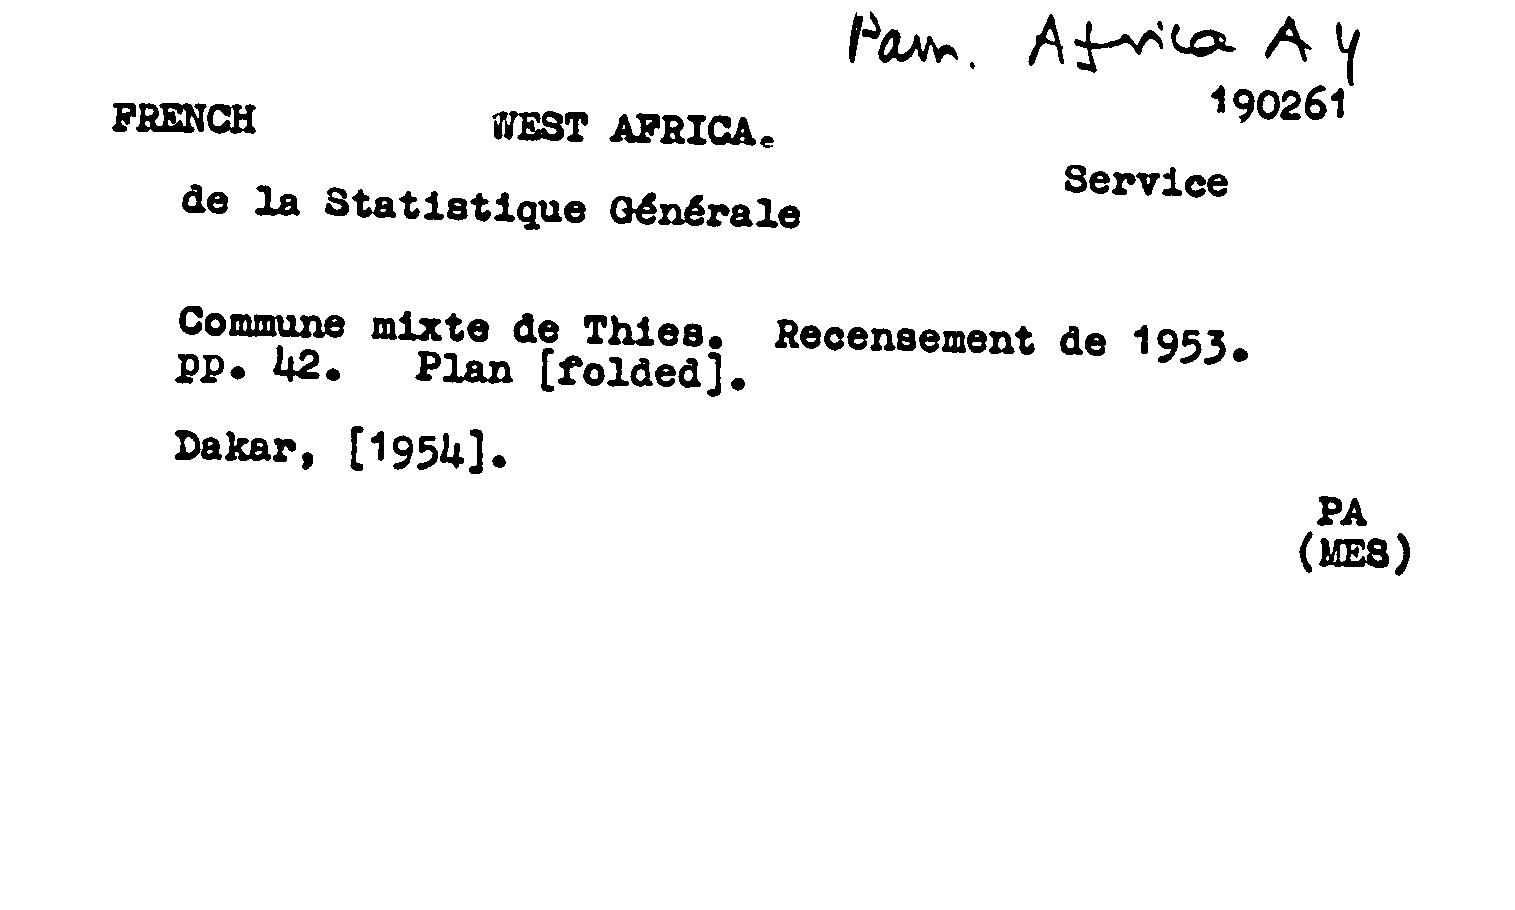 Pam. Africa A 4
190261
FRENCH WEST AFRICA.
Service
de la Statistique Générale
Commune mixte de Thies. Recensement de 1953.
pp. 42. Plan [folded].
Dakar, [1954].
PA
(MES)